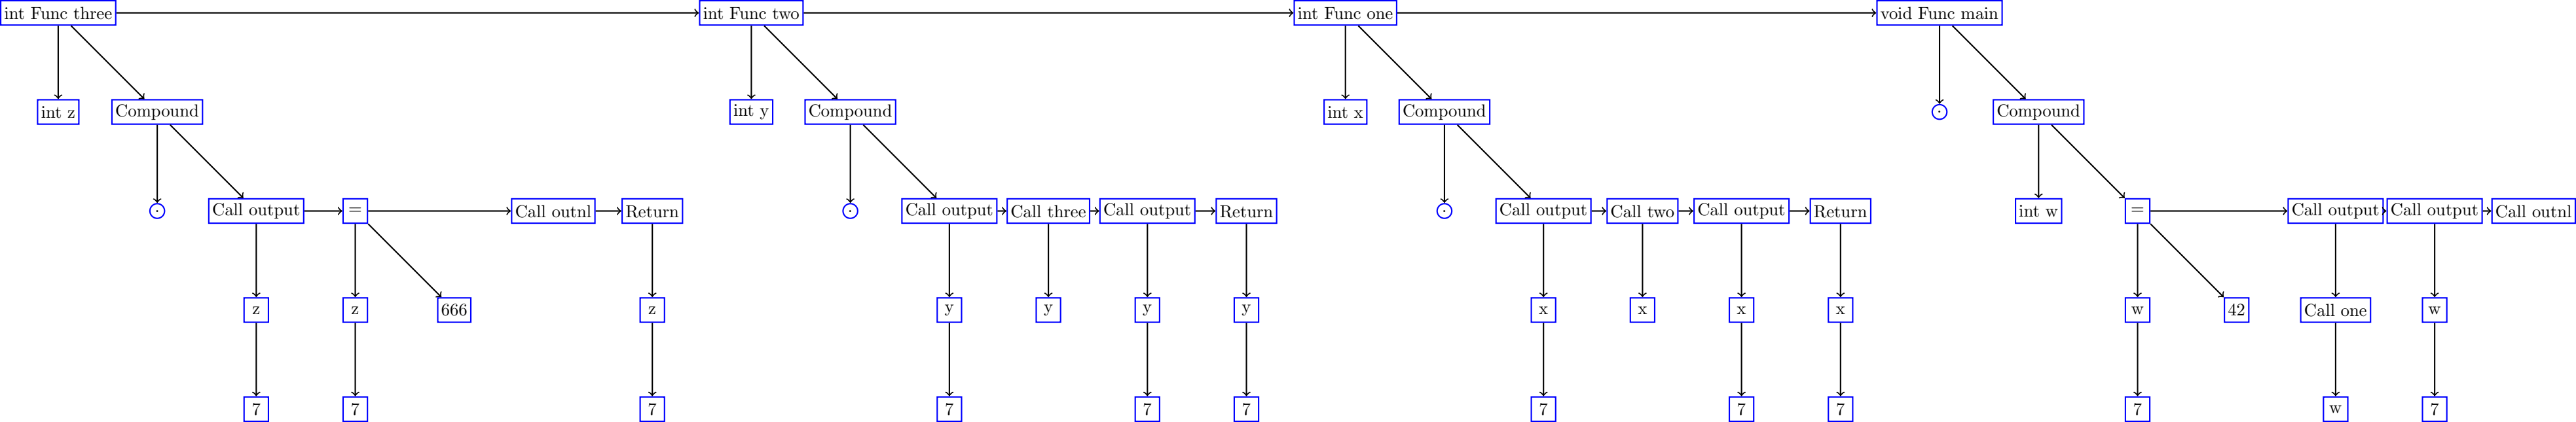 int Func three int Func two int Func one void Func main
int z Compound int y Compound int x Compound Compound
Call output = Call outnl Return Call output Call three Call output Return Call output Call two Call output Return int w = Call output Call output Call outnl
z z 666 z y y y y x x x x w 42 Call one w
7 7 7 7 7 7 7 7 7 7 w 7